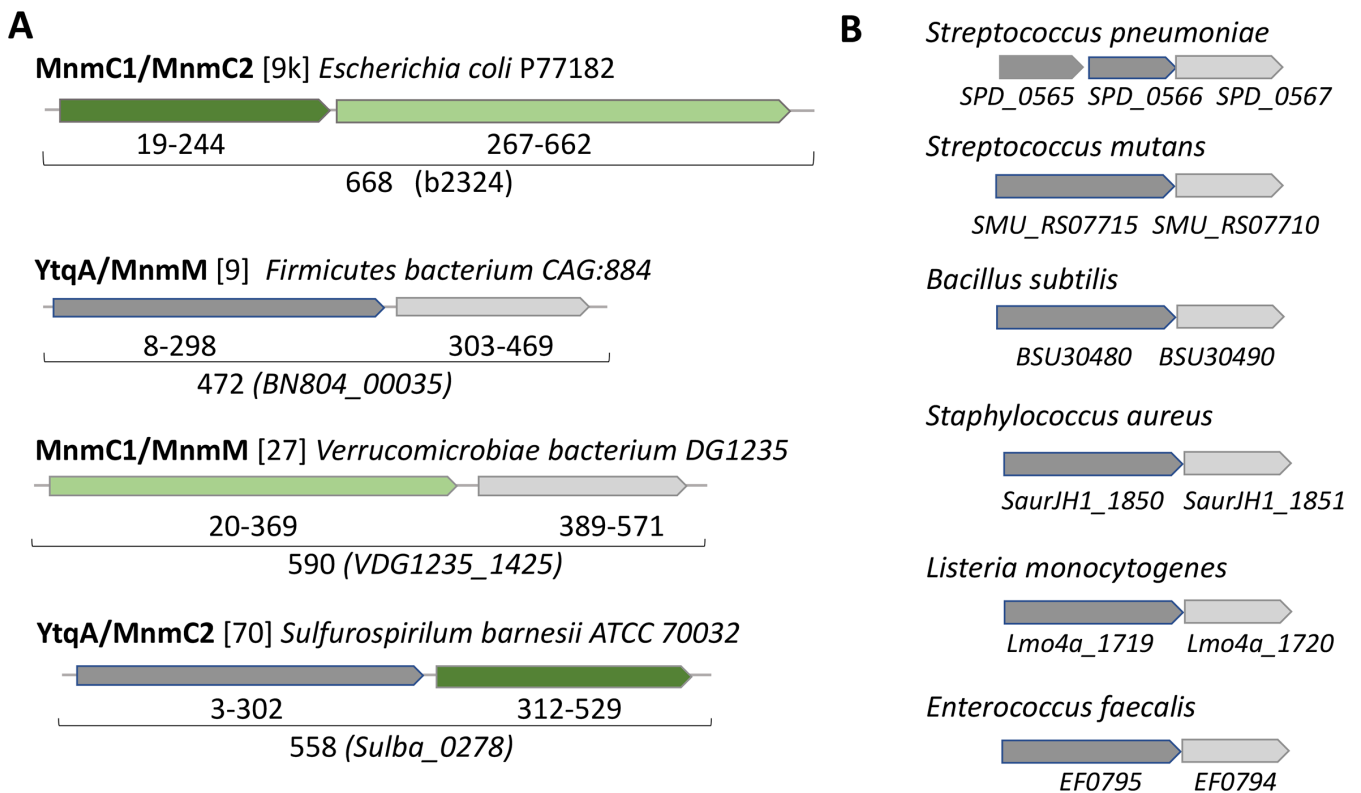 A
MnmC1/MnmC2 [9k] Escherichia coli P77182
19-244 267-662
668 (b2324)
YtqA/MnmM [9] Firmicutes bacterium CAG:884
8-298 303-469
472 (BN804_00035)
MnmC1/MnmM [27] Verrucomicrobiae bacterium DG1235
20-369 389-571
590 (VDG1235_1425)
YtqA/MnmC2 [70] Sulfurospirilum barnesii ATCC 70032
3-302 312-529
558 (Sulba_0278)
B
Streptococcus pneumoniae
SPD_0565 SPD_0566 SPD_0567
Streptococcus mutans
SMU_RS07715 SMU_RS07710
Bacillus subtilis
BSU30480 BSU30490
Staphylococcus aureus
SaurJH1_1850 SaurJH1_1851
Listeria monocytogenes
Lmo4a_1719 Lmo4a_1720
Enterococcus faecalis
EF0795 EF0794